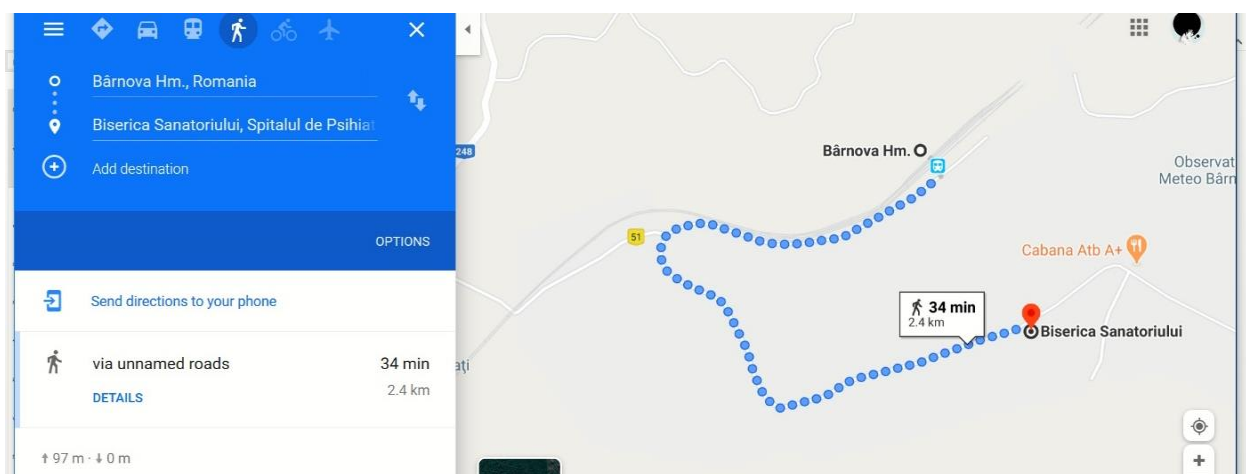 Bârnova Hm., Romania
Biserica Sanatoriului, Spitalul de Psihiat
Add destination
OPTIONS
Send directions to your phone
via unnamed roads
34 min
2.4 km
DETAILS
97 m · 0 m
248
51
Bârnova Hm.
Observat
Meteo Bârn
Cabana Atb A+
34 min
2.4 km
Biserica Sanatoriului
ați